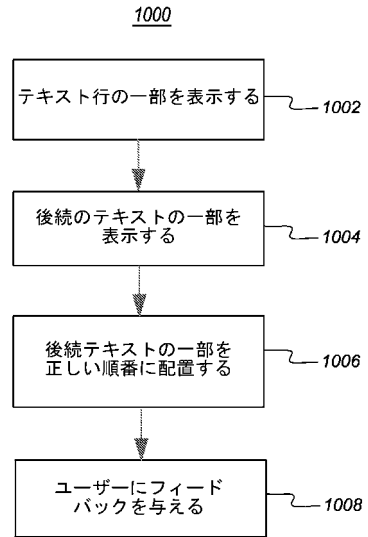 1000
テキスト行の一部を表示する
1002
後続のテキストの一部を
表示する
1004
後続テキストの一部を
正しい順番に配置する
1006
ユーザーにフィード
バックを与える
1008